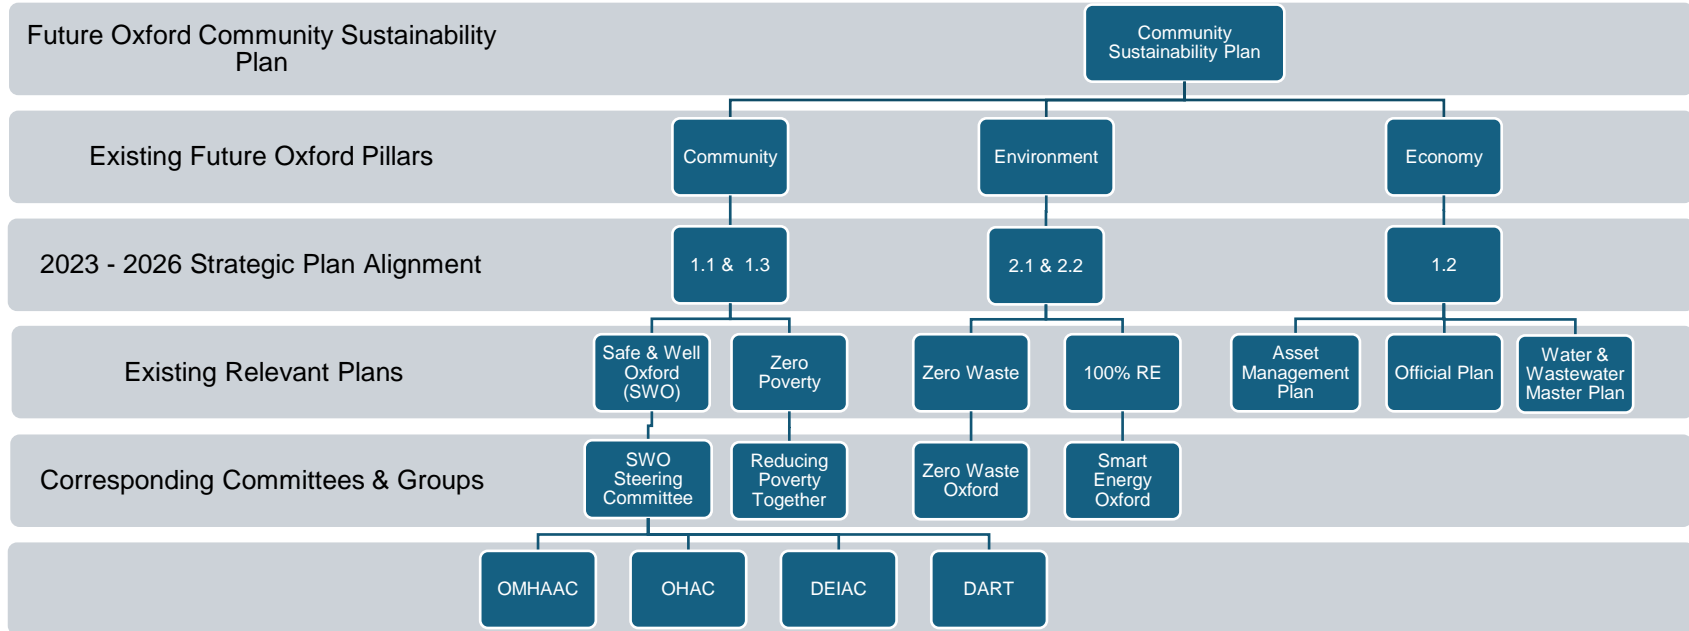 Future Oxford Community Sustainability
Plan
Community
Sustainability Plan
Existing Future Oxford Pillars
Community
Environment
Economy
2023 - 2026 Strategic Plan Alignment
1.1 & 1.3
2.1 & 2.2
1.2
Existing Relevant Plans
Safe & Well
Oxford
(SWO)
Zero
Poverty
Zero Waste
100% RE
Asset
Management
Plan
Official Plan
Water &
Wastewater
Master Plan
Corresponding Committees & Groups
SWO
Steering
Committee
Reducing
Poverty
Together
Zero Waste
Oxford
Smart
Energy
Oxford
OMHAAC
OHAC
DEIAC
DART